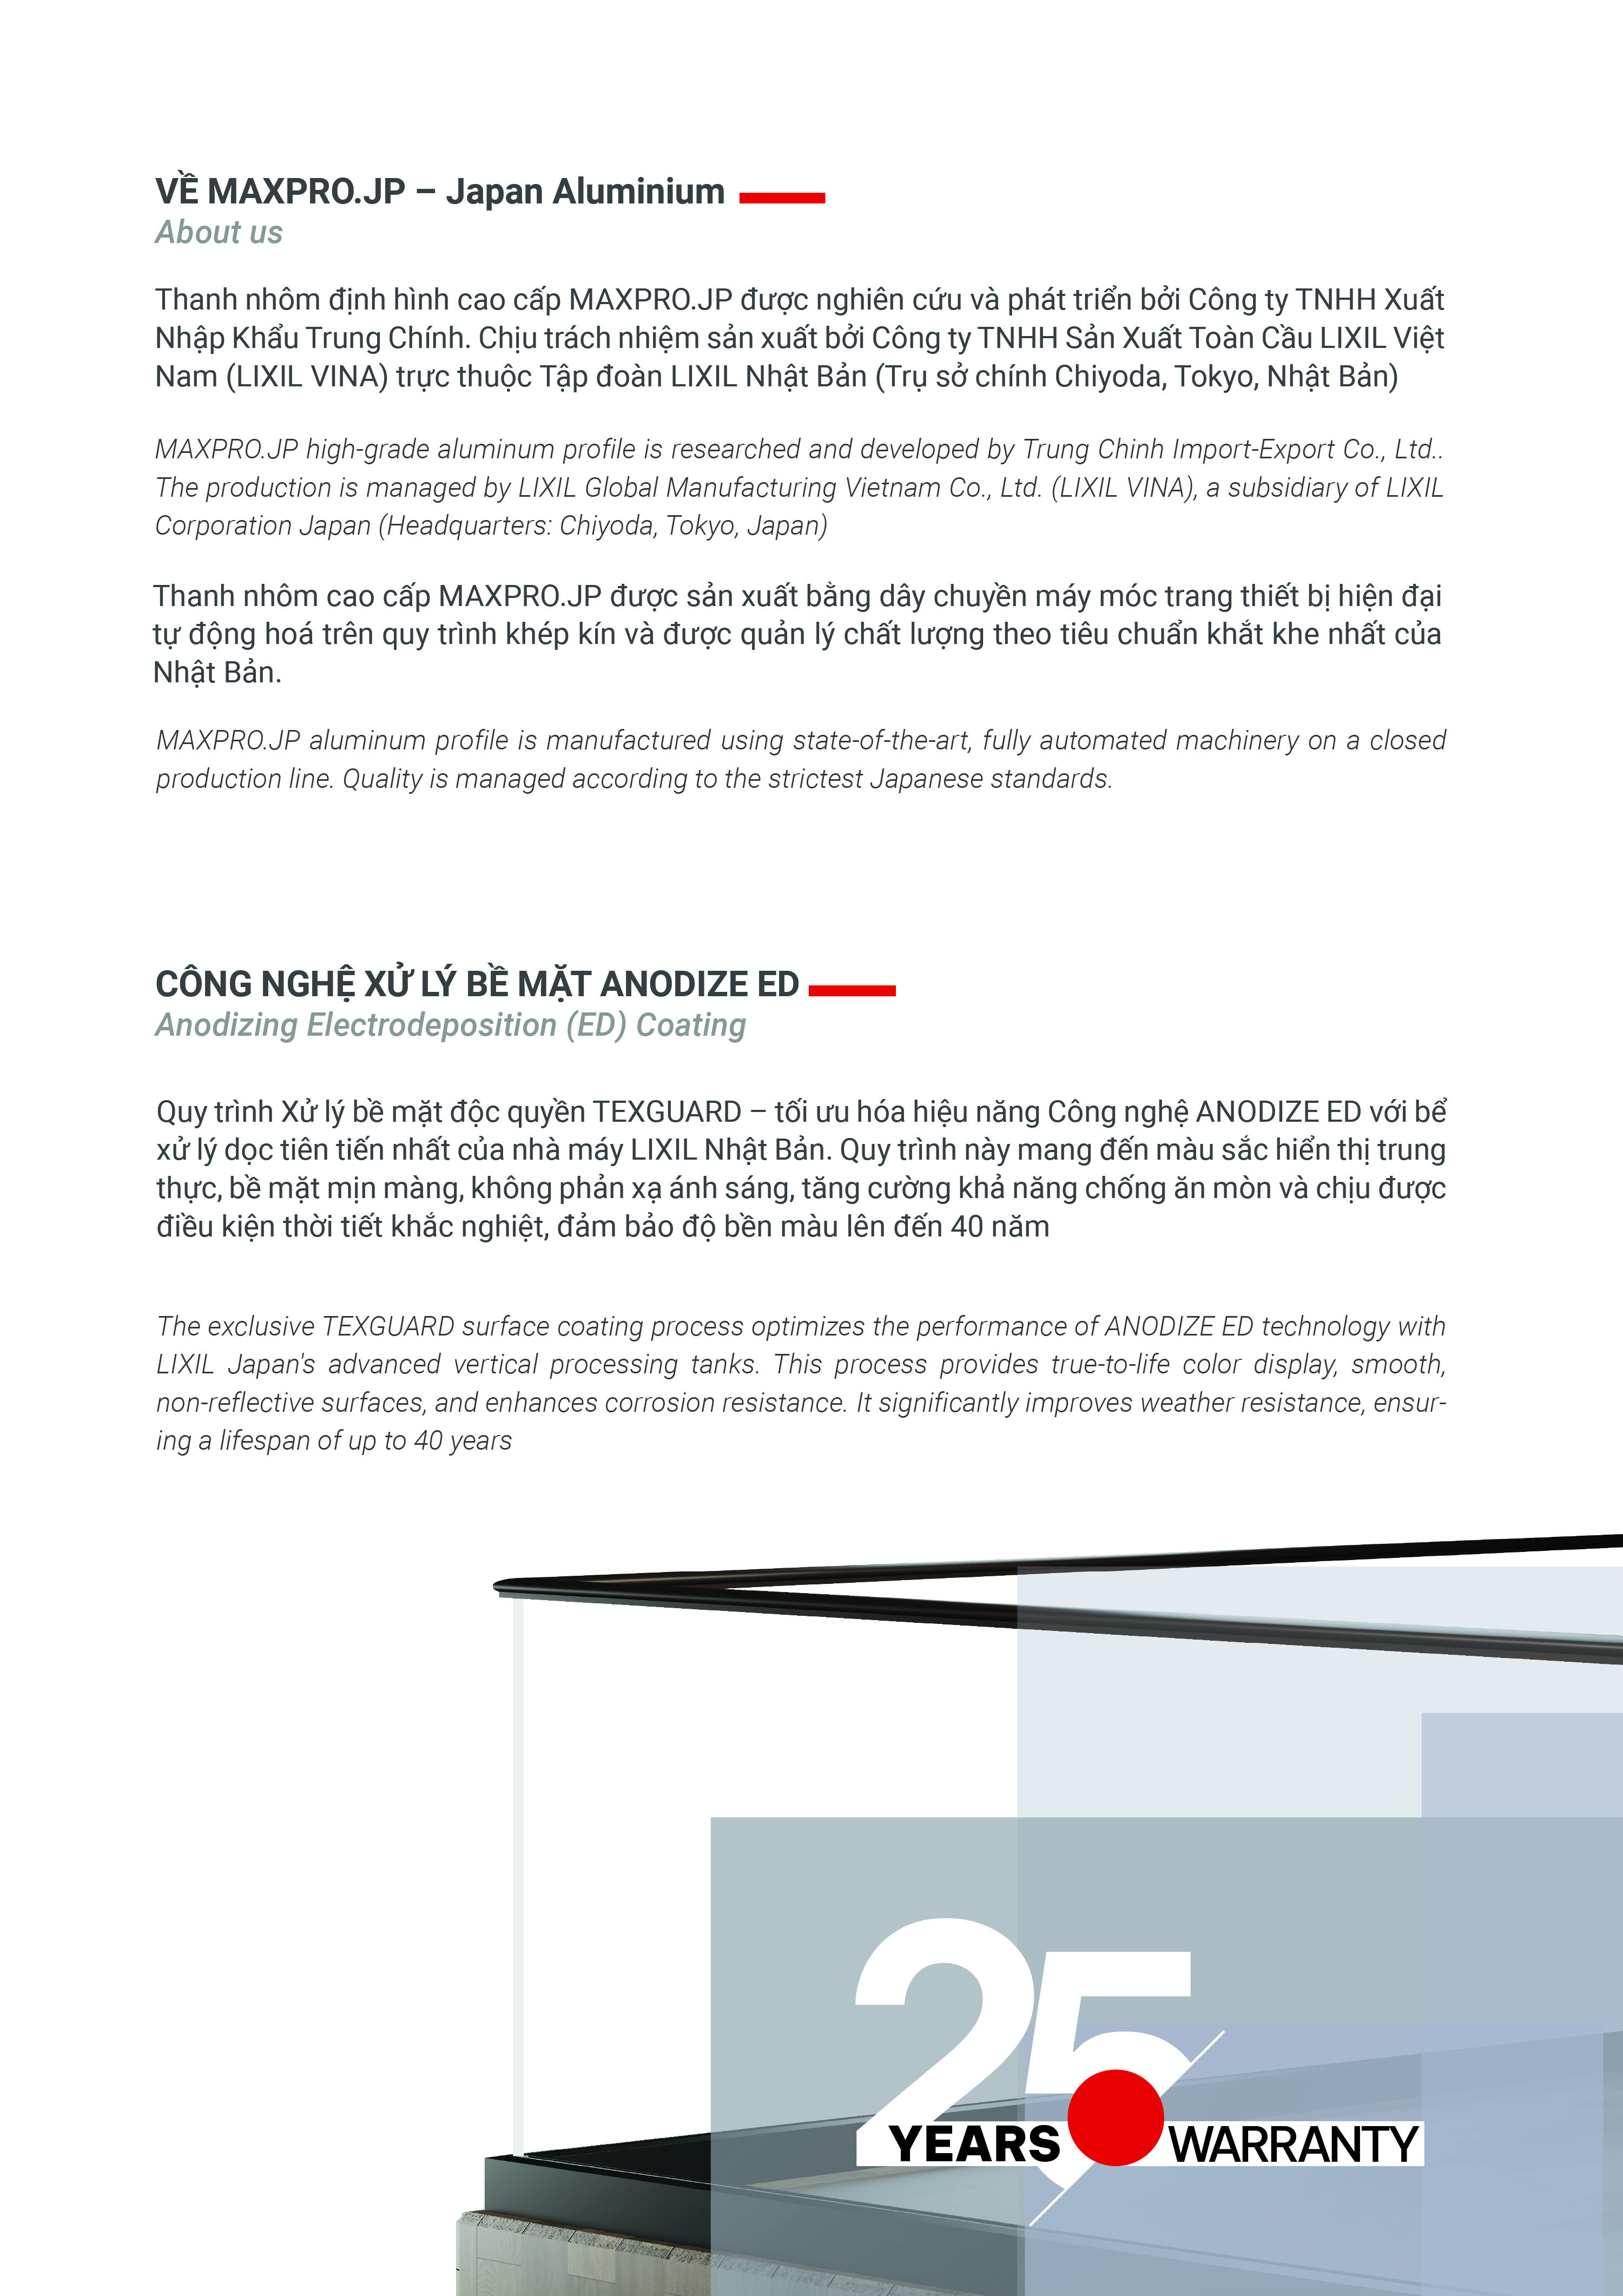 VỀ MAXPRO.JP – Japan Aluminium
About us
Thanh nhôm định hình cao cấp MAXPRO.JP được nghiên cứu và phát triển bởi Công ty TNHH Xuất
Nhập Khẩu Trung Chính. Chịu trách nhiệm sản xuất bởi Công ty TNHH Sản Xuất Toàn Cầu LIXIL Việt
Nam (LIXIL VINA) trực thuộc Tập đoàn LIXIL Nhật Bản (Trụ sở chính Chiyoda, Tokyo, Nhật Bản)
MAXPRO.JP high-grade aluminum profile is researched and developed by Trung Chinh Import-Export Co., Ltd..
The production is managed by LIXIL Global Manufacturing Vietnam Co., Ltd. (LIXIL VINA), a subsidiary of LIXIL
Corporation Japan (Headquarters: Chiyoda, Tokyo, Japan)
Thanh nhôm cao cấp MAXPRO.JP được sản xuất bằng dây chuyền máy móc trang thiết bị hiện đại
tự động hoá trên quy trình khép kín và được quản lý chất lượng theo tiêu chuẩn khắt khe nhất của
Nhật Bản.
MAXPRO.JP aluminum profile is manufactured using state-of-the-art, fully automated machinery on a closed
production line. Quality is managed according to the strictest Japanese standards.
CÔNG NGHỆ XỬ LÝ BỀ MẶT ANODIZE ED
Anodizing Electrodeposition (ED) Coating
Quy trình Xử lý bề mặt độc quyền TEXGUARD – tối ưu hóa hiệu năng Công nghệ ANODIZE ED với bể
xử lý dọc tiên tiến nhất của nhà máy LIXIL Nhật Bản. Quy trình này mang đến màu sắc hiển thị trung
thực, bề mặt mịn màng, không phản xạ ánh sáng, tăng cường khả năng chống ăn mòn và chịu được
điều kiện thời tiết khắc nghiệt, đảm bảo độ bền màu lên đến 40 năm
The exclusive TEXGUARD surface coating process optimizes the performance of ANODIZE ED technology with
LIXIL Japan's advanced vertical processing tanks. This process provides true-to-life color display, smooth,
non-reflective surfaces, and enhances corrosion resistance. It significantly improves weather resistance, ensur-
ing a lifespan of up to 40 years
25
YEARS WARRANTY